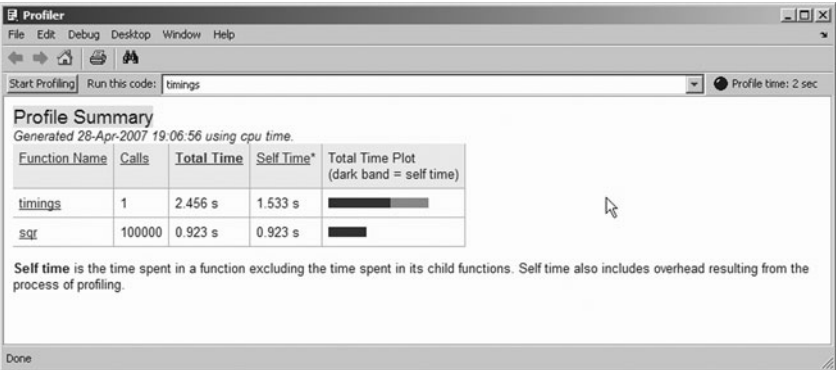 Profiler
File Edit Debug Desktop Window Help
Start Profiling Run this code: timings Profile time: 2 sec
Profile Summary
Generated 28-Apr-2007 19:06:56 using cpu time.
Function Name Calls Total Time Self Time* Total Time Plot
(dark band = self time)
timings 1 2.456 s 1.533 s
sqr 100000 0.923 s 0.923 s
Self time is the time spent in a function excluding the time spent in its child functions. Self time also includes overhead resulting from the
process of profiling.
Done